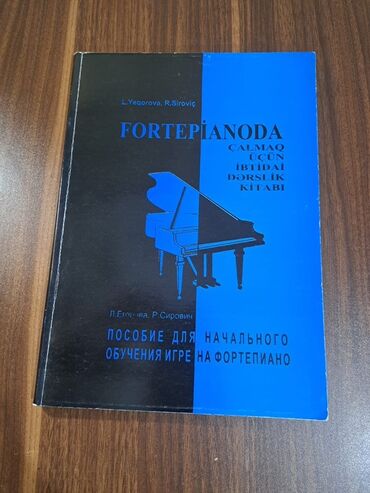 L.Yeqorova, R.Siroviç
FORTEPİANODA
ÇALMAQ
ÜÇÜN
İBTİDAİ
DƏRSLİK
KİTABI
Л.Егорова, Р.Сирович
ПОСОБИЕ ДЛЯ НАЧАЛЬНОГО
ОБУЧЕНИЯ ИГРЕ НА ФОРТЕПИАНО